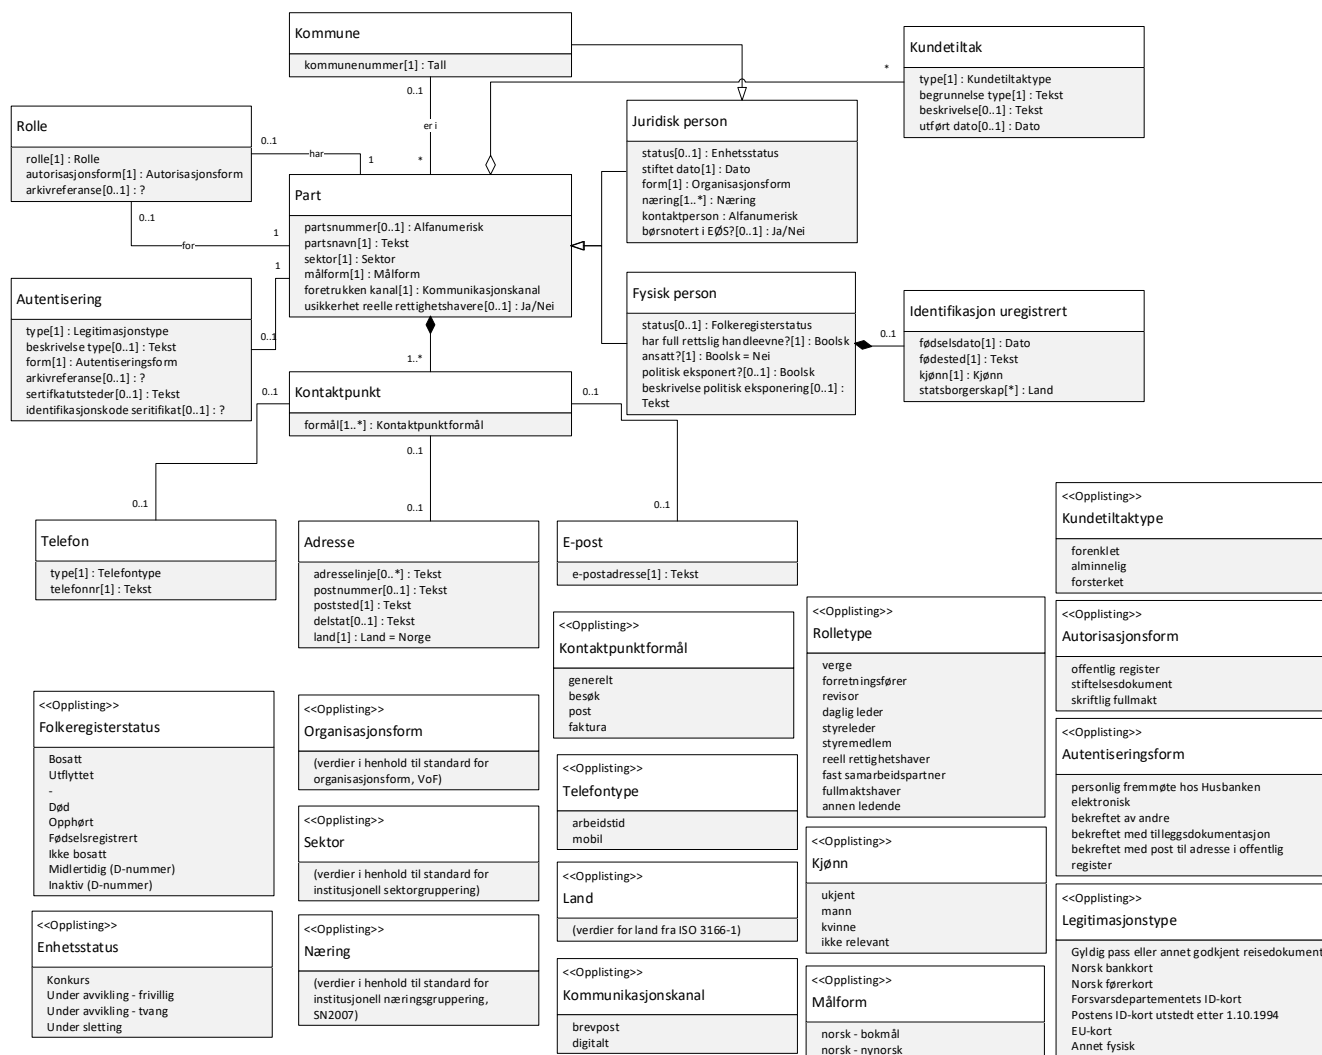 Kommune
kommunenummer[1] : Tall
0..1
er i
*
Kundetiltak
type[1] : Kundetiltaktype
begrunnelse type[1] : Tekst
beskrivelse[0..1] : Tekst
utført dato[0..1] : Dato
*
Rolle
rolle[1] : Rolle
autorisasjonsform[1] : Autorisasjonsform
arkivreferanse[0..1] : ?
0..1
har
1
0..1
for
1
Juridisk person
status[0..1] : Enhetsstatus
stiftet dato[1] : Dato
form[1] : Organisasjonsform
næring[1..*] : Næring
kontaktperson : Alfanumerisk
børsnotert i EØS?[0..1] : Ja/Nei
Part
partsnummer[0..1] : Alfanumerisk
partsnavn[1] : Tekst
sektor[1] : Sektor
målform[1] : Målform
foretrukken kanal[1] : Kommunikasjonskanal
usikkerhet reelle rettighetshavere[0..1] : Ja/Nei
1
0..1
Autentisering
type[1] : Legitimasjonstype
beskrivelse type[0..1] : Tekst
form[1] : Autentiseringsform
arkivreferanse[0..1] : ?
sertifkatutsteder[0..1] : Tekst
identifikasjonskode seritifikat[0..1] : ?
Fysisk person
status[0..1] : Folkeregisterstatus
har full rettslig handleevne?[1] : Boolsk
ansatt?[1] : Boolsk = Nei
politisk eksponert?[0..1] : Boolsk
beskrivelse politisk eksponering[0..1] :
Tekst
0..1
Identifikasjon uregistrert
fødselsdato[1] : Dato
fødested[1] : Tekst
kjønn[1] : Kjønn
statsborgerskap[*] : Land
1..*
Kontaktpunkt
formål[1..*] : Kontaktpunktformål
0..1
0..1
0..1
0..1
0..1
0..1
Telefon
type[1] : Telefontype
telefonnr[1] : Tekst
Adresse
adresselinje[0..*] : Tekst
postnummer[0..1] : Tekst
poststed[1] : Tekst
delstat[0..1] : Tekst
land[1] : Land = Norge
E-post
e-postadresse[1] : Tekst
<<Opplisting>>
Kundetiltaktype
forenklet
alminnelig
forsterket
<<Opplisting>>
Kontaktpunktformål
generelt
besøk
post
faktura
<<Opplisting>>
Rolletype
verge
forretningsfører
revisor
daglig leder
styreleder
styremedlem
reell rettighetshaver
fast samarbeidspartner
fullmaktshaver
annen ledende
<<Opplisting>>
Autorisasjonsform
offentlig register
stiftelsesdokument
skriftlig fullmakt
<<Opplisting>>
Folkeregisterstatus
Bosatt
Utflyttet
-
Død
Opphørt
Fødselsregistrert
Ikke bosatt
Midlertidig (D-nummer)
Inaktiv (D-nummer)
<<Opplisting>>
Organisasjonsform
(verdier i henhold til standard for
organisasjonsform, VoF)
<<Opplisting>>
Telefontype
arbeidstid
mobil
<<Opplisting>>
Autentiseringsform
personlig fremmøte hos Husbanken
elektronisk
bekreftet av andre
bekreftet med tilleggsdokumentasjon
bekreftet med post til adresse i offentlig
register
<<Opplisting>>
Sektor
(verdier i henhold til standard for
institusjonell sektorgruppering)
<<Opplisting>>
Land
(verdier for land fra ISO 3166-1)
<<Opplisting>>
Kjønn
ukjent
mann
kvinne
ikke relevant
<<Opplisting>>
Legitimasjonstype
Gyldig pass eller annet godkjent reisedokument
Norsk bankkort
Norsk førerkort
Forsvarsdepartementets ID-kort
Postens ID-kort utstedt etter 1.10.1994
EU-kort
Annet fysisk
<<Opplisting>>
Enhetsstatus
Konkurs
Under avvikling - frivillig
Under avvikling - tvang
Under sletting
<<Opplisting>>
Næring
(verdier i henhold til standard for
institusjonell næringsgruppering,
SN2007)
<<Opplisting>>
Kommunikasjonskanal
brevpost
digitalt
<<Opplisting>>
Målform
norsk - bokmål
norsk - nynorsk